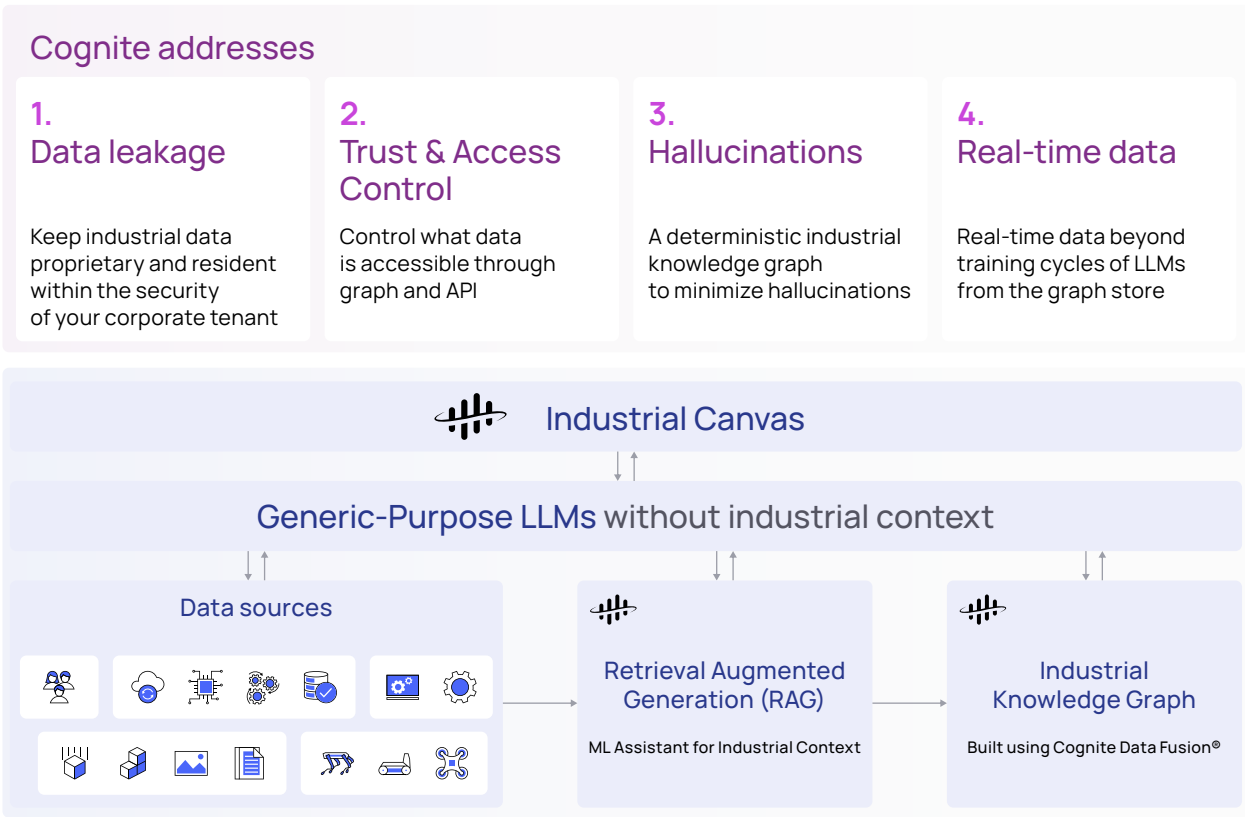 Cognite addresses
1.
Data leakage
Keep industrial data
proprietary and resident
within the security
of your corporate tenant
2.
Trust & Access
Control
Control what data
is accessible through
graph and API
3.
Hallucinations
A deterministic industrial
knowledge graph
to minimize hallucinations
4.
Real-time data
Real-time data beyond
training cycles of LLMs
from the graph store
Industrial Canvas
Generic-Purpose LLMs without industrial context
Data sources
Retrieval Augmented
Generation (RAG)
ML Assistant for Industrial Context
Industrial
Knowledge Graph
Built using Cognite Data Fusion®